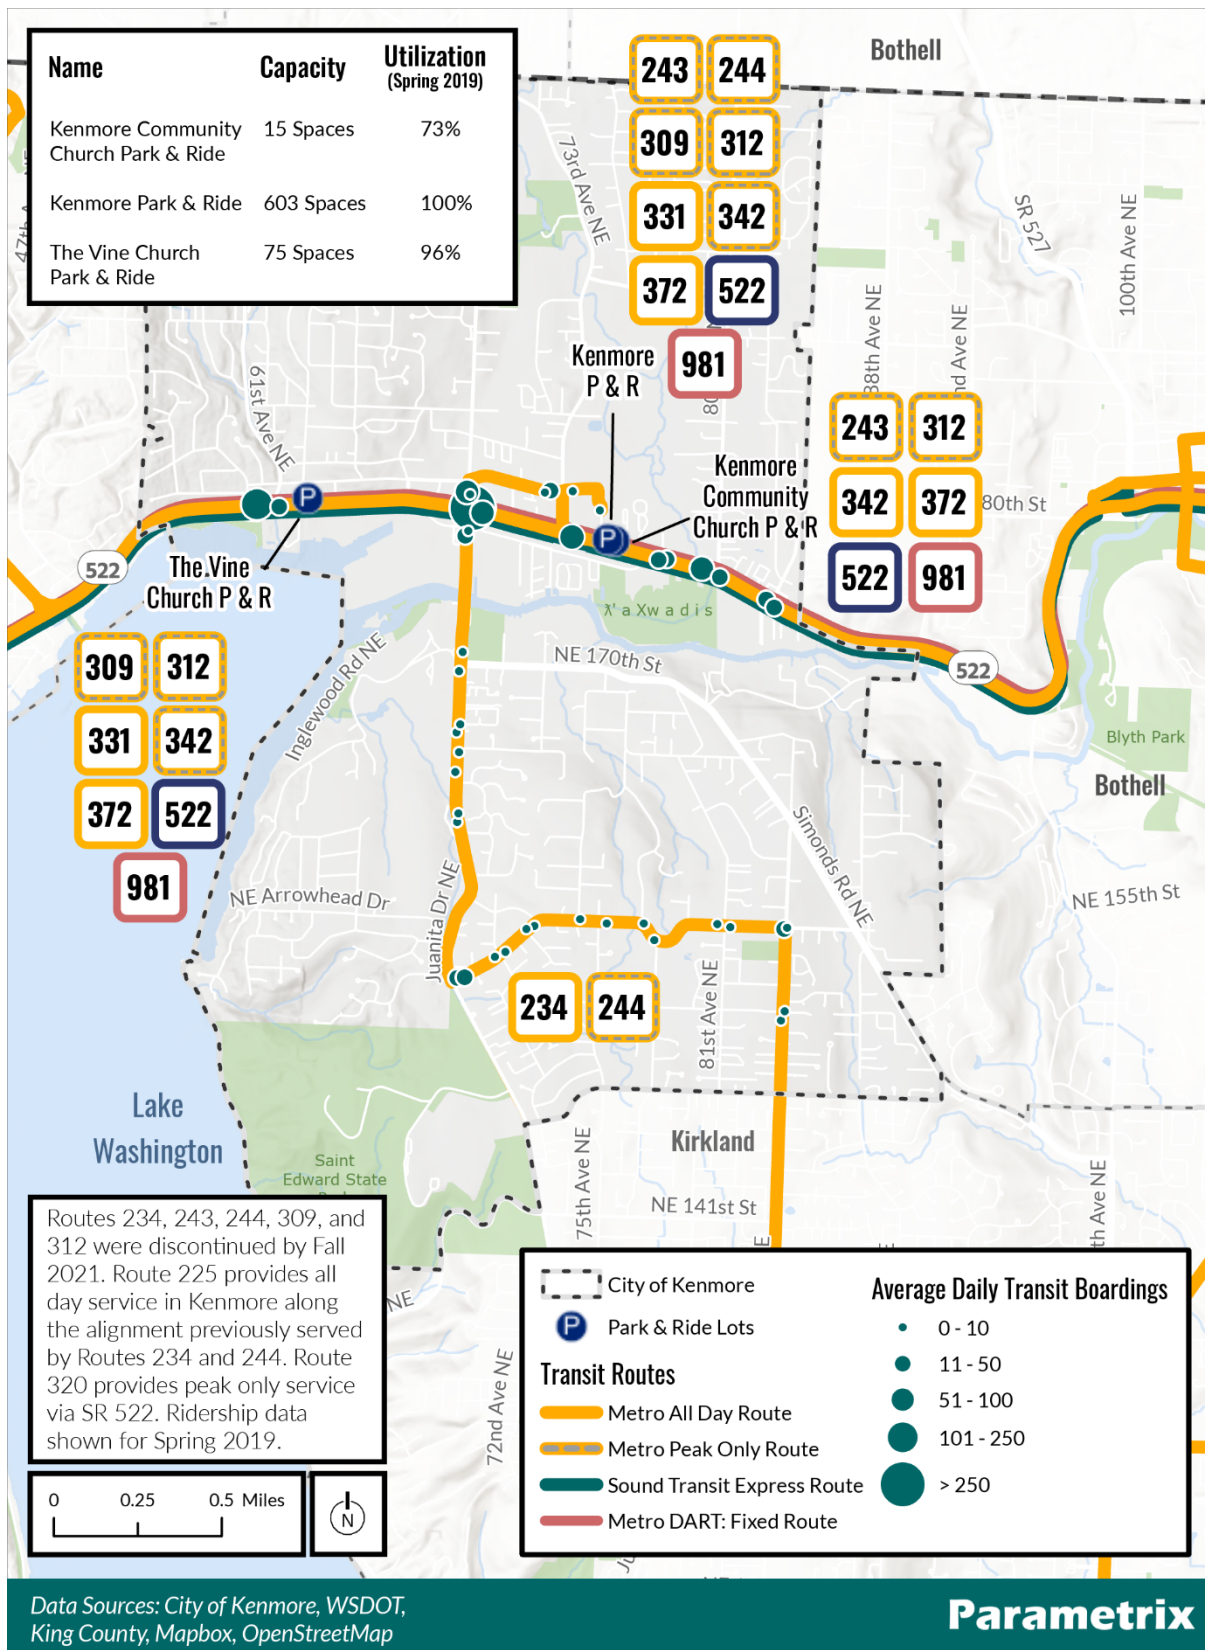 Name Capacity Utilization
(Spring 2019)
Kenmore Community
Church Park & Ride
15 Spaces 73%
Kenmore Park & Ride 603 Spaces 100%
The Vine Church
Park & Ride
75 Spaces 96%
243 244
309 312
331 342
372 522
981
Bothell
73rd Ave NE
SR 527
100th Ave NE
88th Ave NE
Ave NE
61st Ave NE
Kenmore
P & R
Kenmore
Community
Church P & R
243 312
342 372
522 981
80th St
522
The Vine
Church P & R
ƛ'a Xwadis
NE 170th St
522
Inglewood Rd NE
309 312
331 342
372 522
981
Blyth Park
Bothell
Simonds Rd NE
NE Arrowhead Dr
Juanita Dr NE
NE 155th St
234 244
81st Ave NE
Lake
Washington
Kirkland
Saint
Edward State
75th Ave NE
NE 141st St
Ave NE
NE
72nd Ave NE
Routes 234, 243, 244, 309, and
312 were discontinued by Fall
2021. Route 225 provides all
day service in Kenmore along
the alignment previously served
by Routes 234 and 244. Route
320 provides peak only service
via SR 522. Ridership data
shown for Spring 2019.
0 0.25 0.5 Miles
N
City of Kenmore
P Park & Ride Lots
Transit Routes
Metro All Day Route
Metro Peak Only Route
Sound Transit Express Route
Metro DART: Fixed Route
Average Daily Transit Boardings
0 - 10
11 - 50
51 - 100
101 - 250
> 250
Data Sources: City of Kenmore, WSDOT,
King County, Mapbox, OpenStreetMap
Parametrix